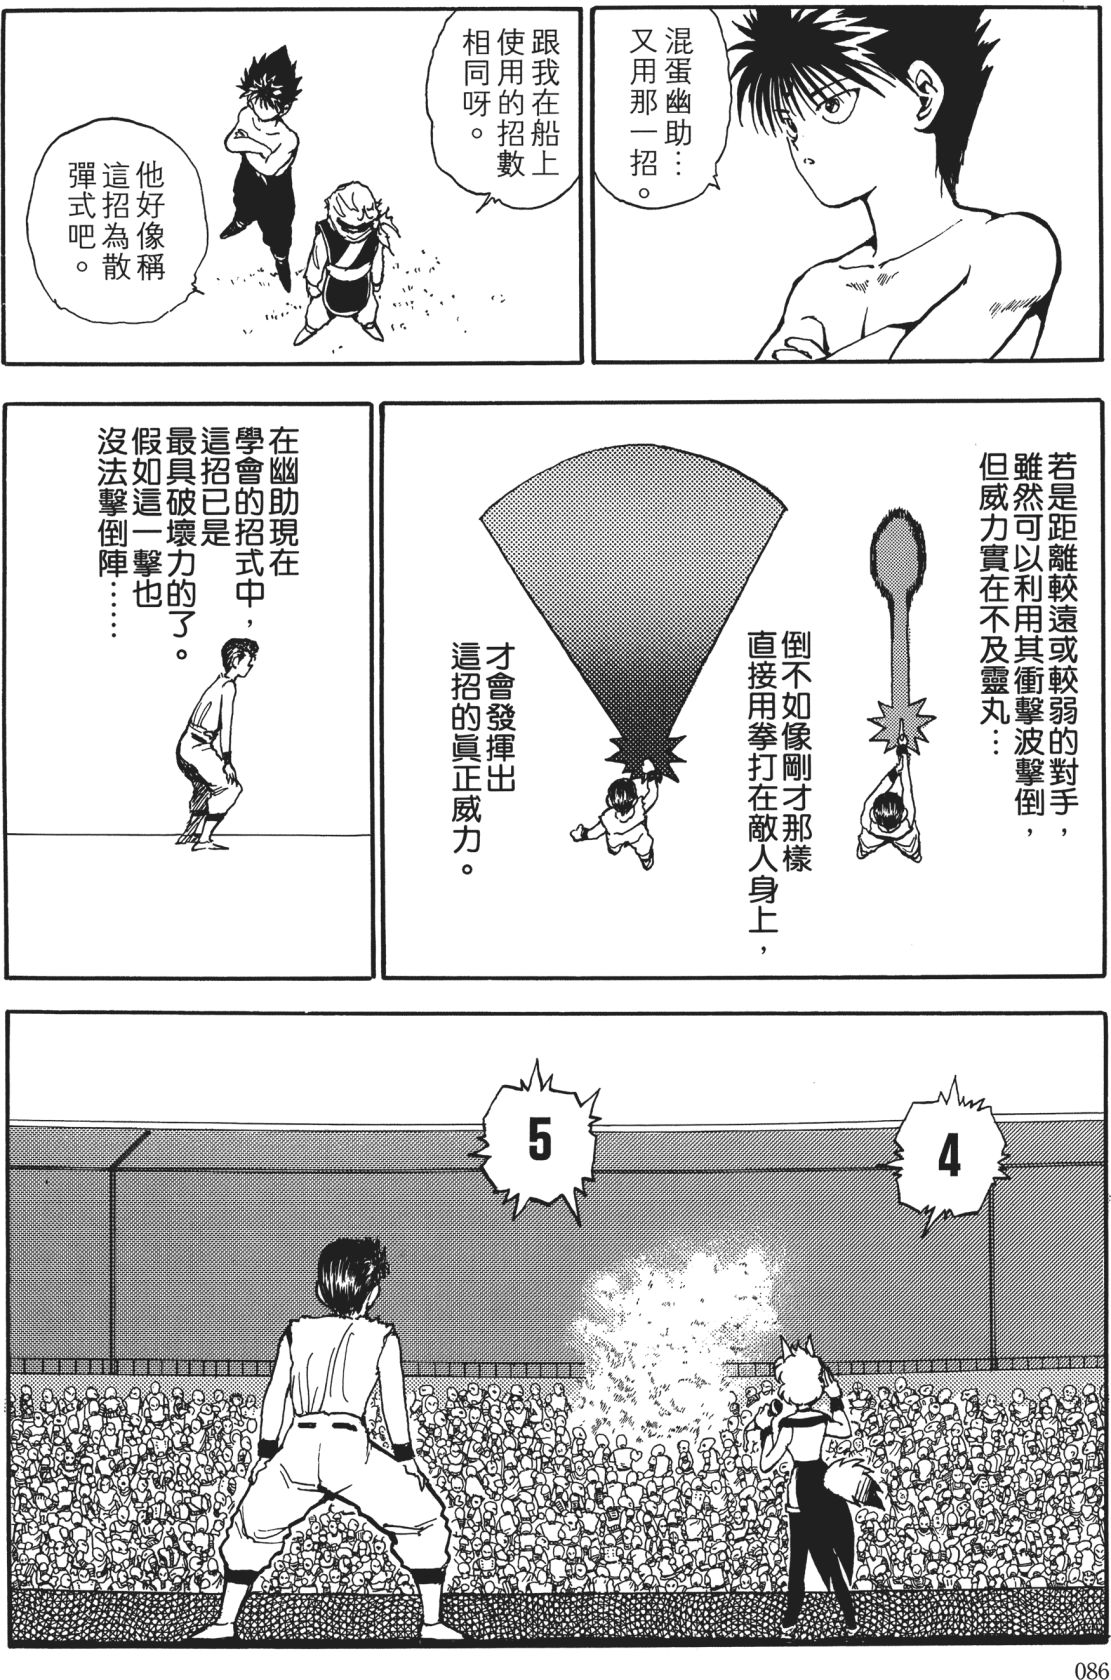 混蛋幽助…
又用那一招。
跟我在船上
使用的招數
相同呀。
他好像稱
這招為散
彈式吧。
若是距離較遠或較弱的對手，
雖然可以利用其衝擊波擊倒，
但威力實在不及靈丸…
倒不如像剛才那樣
直接用拳打在敵人身上，
才會發揮出
這招的眞正威力。
在幽助現在
學會的招式中，
這招已是
最具破壞力的了。
假如這一擊也
沒法擊倒陣……
4
5
086